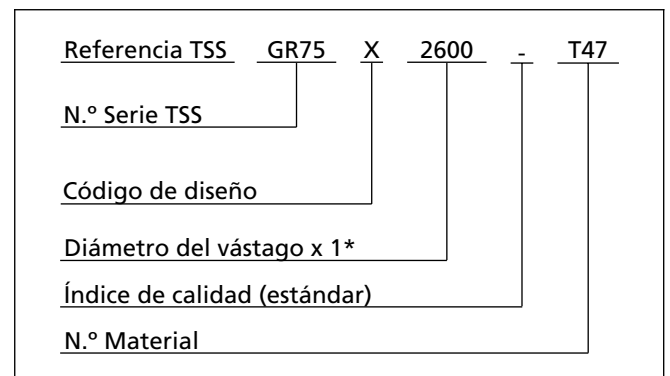 Referencia TSS GR75 X 2600 - T47
N.º Serie TSS
Código de diseño
Diámetro del vástago x 1*
Índice de calidad (estándar)
N.º Material